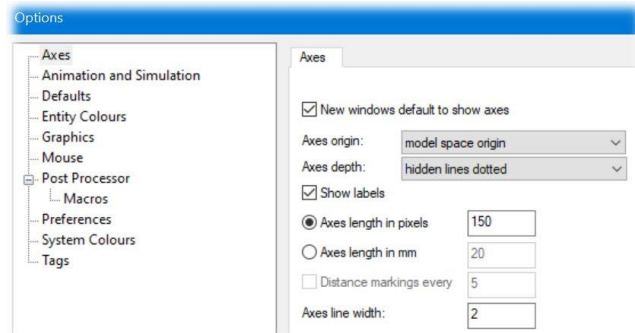 Options
Axes
Animation and Simulation
Defaults
Entity Colours
Graphics
Mouse
Post Processor
Macros
Preferences
System Colours
Tags
Axes
New windows default to show axes
Axes origin: model space origin
Axes depth: hidden lines dotted
Show labels
Axes length in pixels 150
Axes length in mm 20
Distance markings every 5
Axes line width: 2